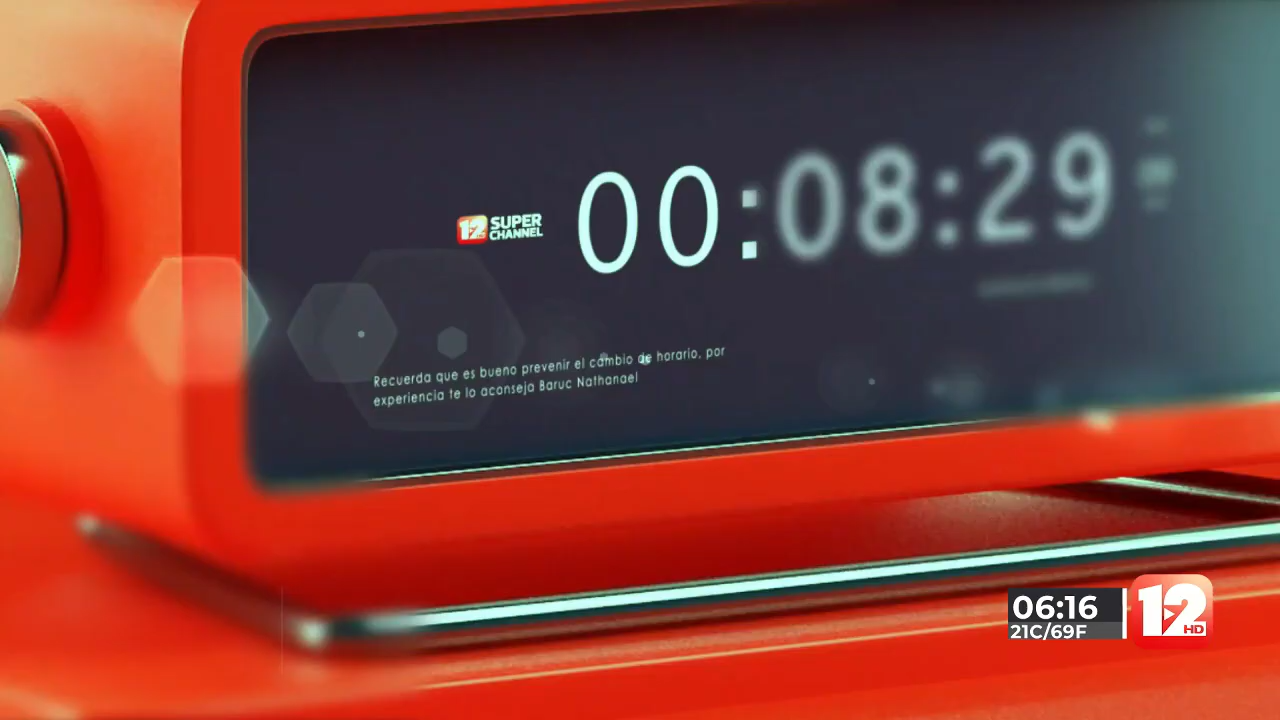 12 SUPER CHANNEL
00:08:29
Recuerda que es bueno prevenir el cambio de horario, por
experiencia te lo aconseja Baruc Nathanael
06:16
21C/69F
12
HD